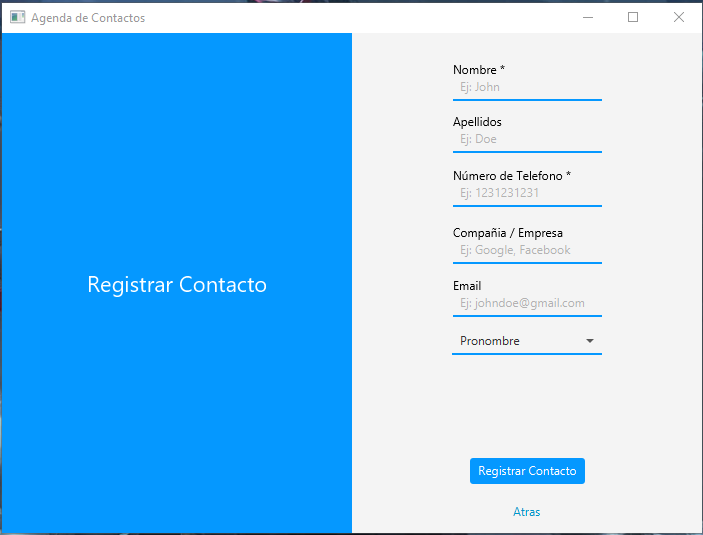 Agenda de Contactos
Registrar Contacto
Nombre *
Ej: John
Apellidos
Ej: Doe
Número de Telefono *
Ej: 1231231231
Compañia / Empresa
Ej: Google, Facebook
Email
Ej: johndoe@gmail.com
Pronombre
Registrar Contacto
Atras